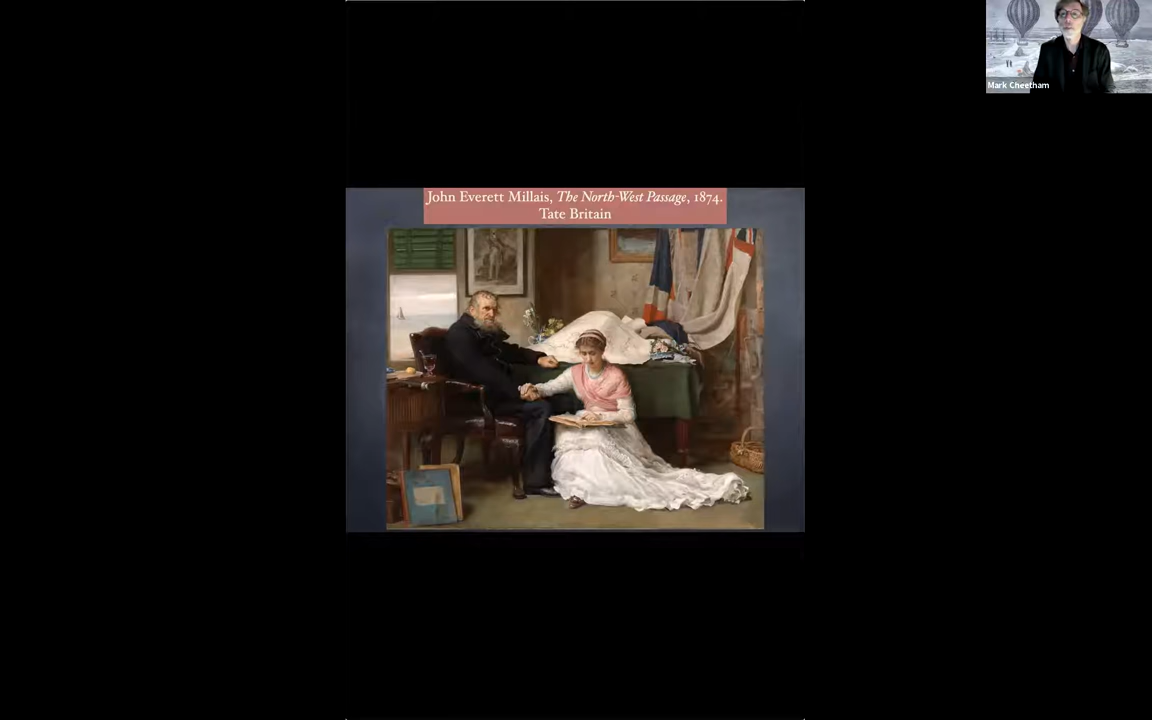 John Everett Millais, The North-West Passage, 1874.
Tate Britain
Mark Cheetham